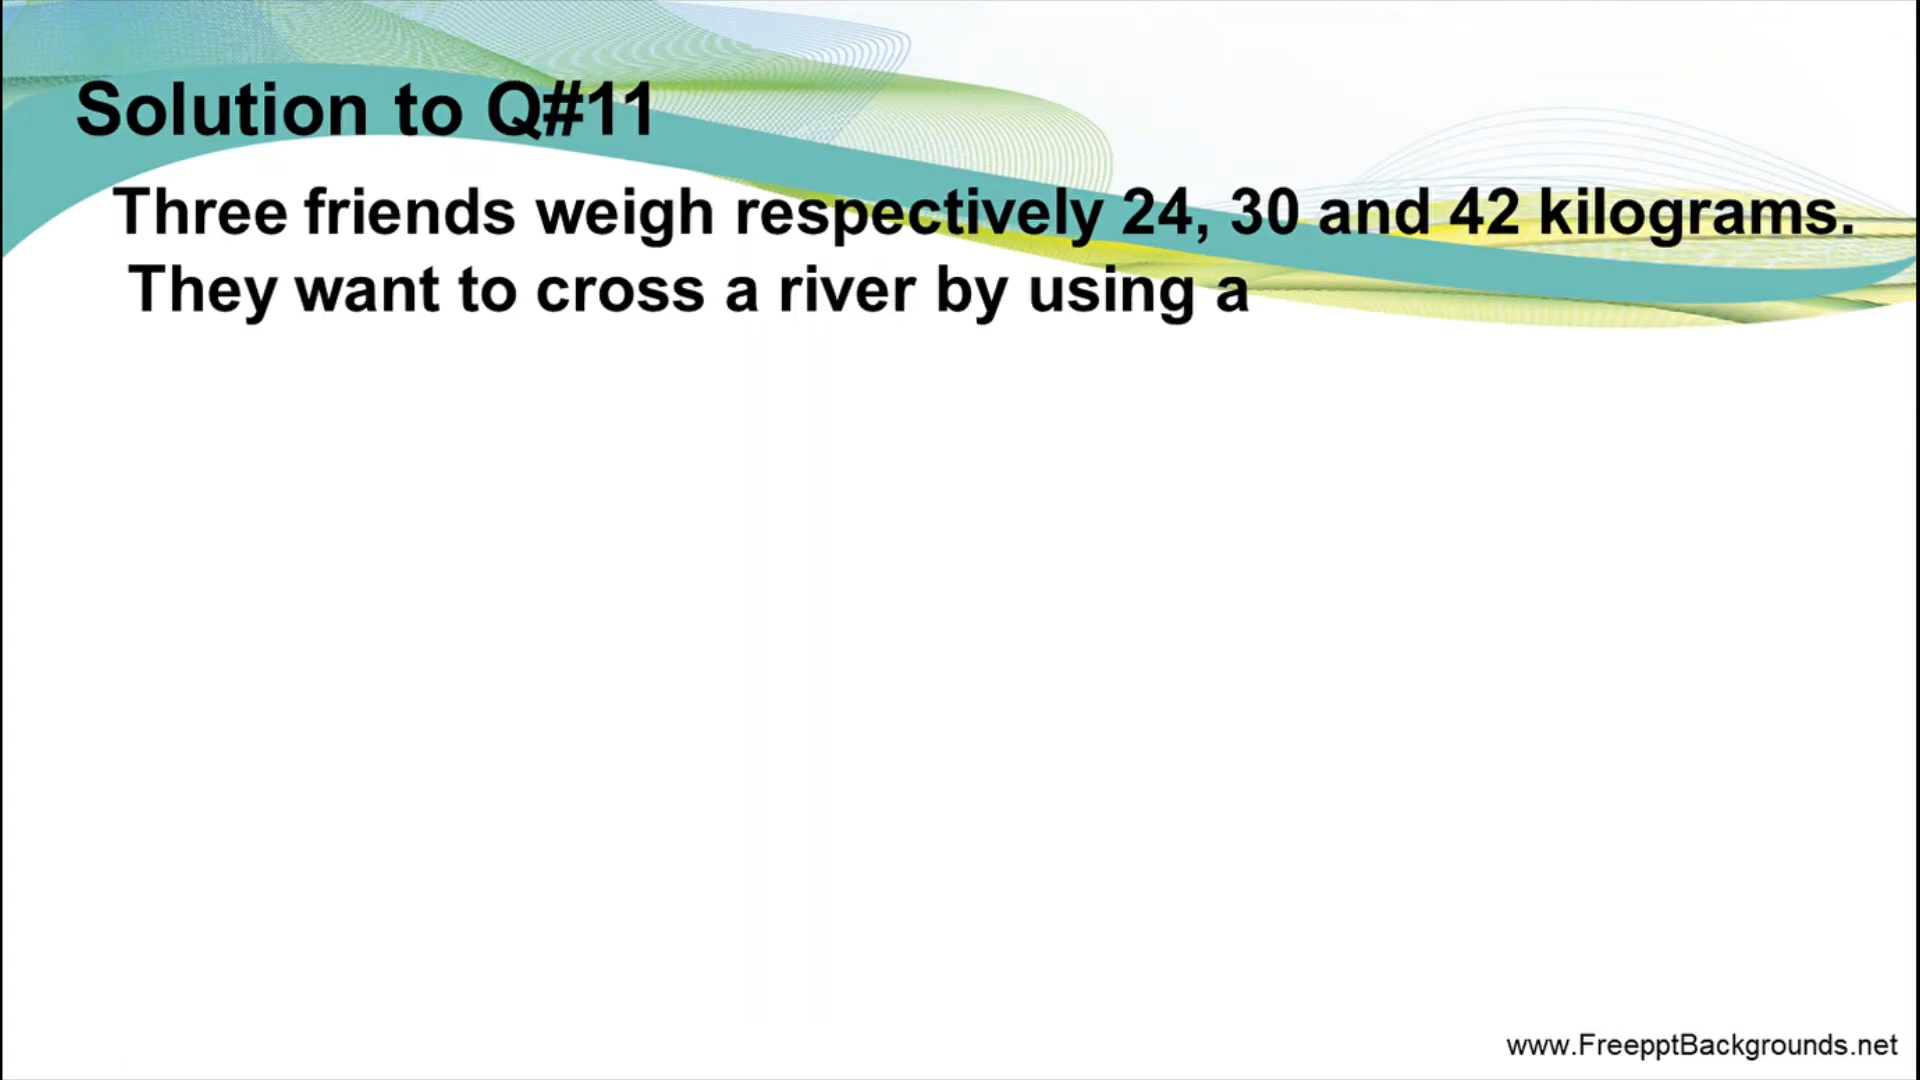 Solution to Q#11
Three friends weigh respectively 24, 30 and 42 kilograms.
They want to cross a river by using a
www.FreepptBackgrounds.net